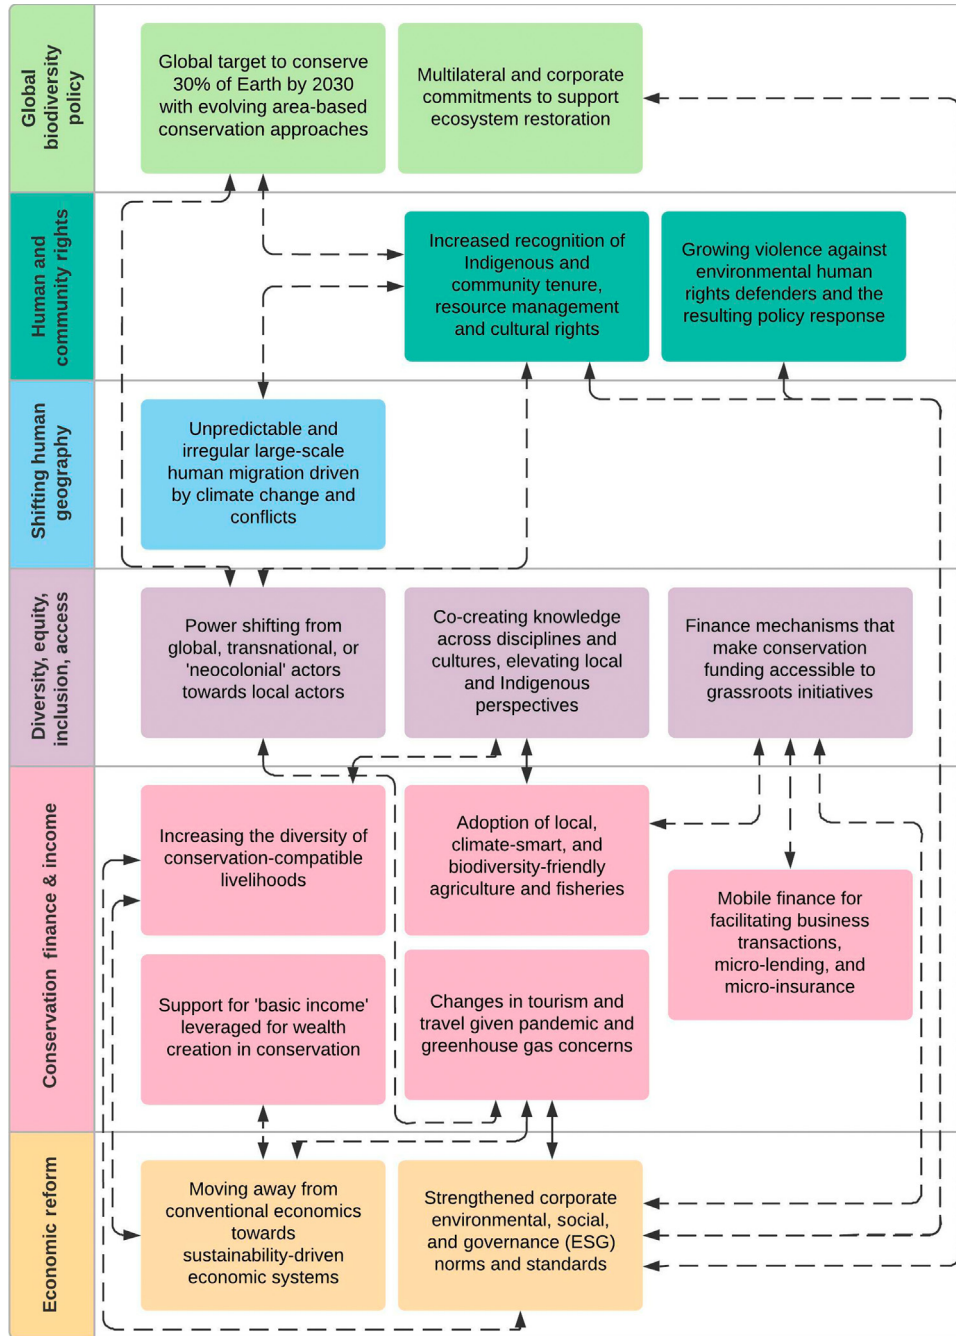 Global
biodiversity
policy
Global target to conserve
30% of Earth by 2030
with evolving area-based
conservation approaches
Multilateral and corporate
commitments to support
ecosystem restoration
Human and
community rights
Increased recognition of
Indigenous and
community tenure,
resource management
and cultural rights
Growing violence against
environmental human
rights defenders and the
resulting policy response
Shifting human
geography
Unpredictable and
irregular large-scale
human migration driven
by climate change and
conflicts
Diversity, equity,
inclusion, access
Power shifting from
global, transnational, or
'neocolonial' actors
towards local actors
Co-creating knowledge
across disciplines and
cultures, elevating local
and Indigenous
perspectives
Finance mechanisms that
make conservation
funding accessible to
grassroots initiatives
Conservation finance & income
Increasing the diversity of
conservation-compatible
livelihoods
Adoption of local,
climate-smart, and
biodiversity-friendly
agriculture and fisheries
Mobile finance for
facilitating business
transactions,
micro-lending, and
micro-insurance
Support for 'basic income'
leveraged for wealth
creation in conservation
Changes in tourism and
travel given pandemic and
greenhouse gas concerns
Economic reform
Moving away from
conventional economics
towards
sustainability-driven
economic systems
Strengthened corporate
environmental, social,
and governance (ESG)
norms and standards